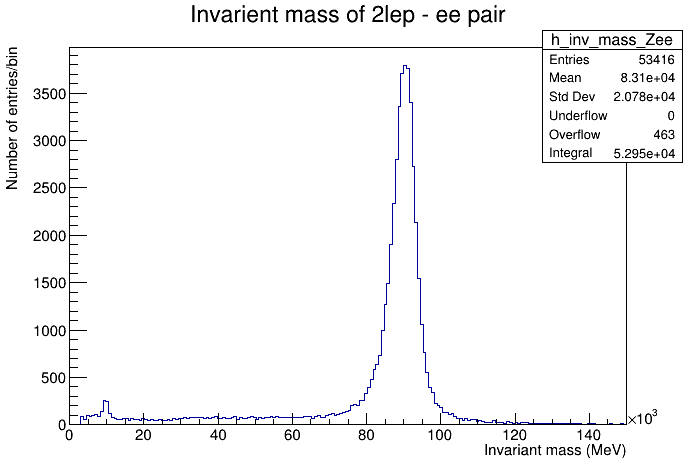 Invarient mass of 2lep - ee pair
h_inv_mass_Zee
Entries 53416
Mean 8.31e+04
Std Dev 2.078e+04
Underflow 0
Overflow 463
Integral 5.295e+04
Number of entries/bin
3500
3000
2500
2000
1500
1000
500
0
0 20 40 60 80 100 120 140
×10³
Invariant mass (MeV)